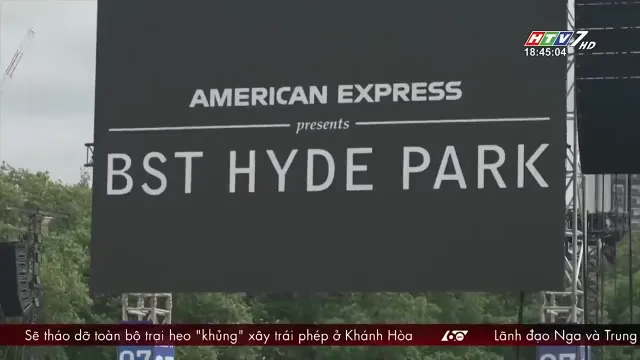 HTV7 HD
18:45:04
AMERICAN EXPRESS
presents
BST HYDE PARK
Sẽ tháo dỡ toàn bộ trại heo "khủng" xây trái phép ở Khánh Hòa
60
Lãnh đạo Nga và Trung